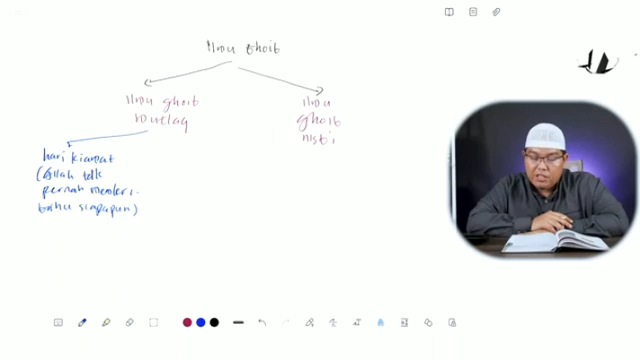 Ilmu Ghoib
Ilmu ghoib
Mutlaq
Ilmu
ghoib
nisbi
hari kiamat
(Allah tdk
pernah memberi
tahu siapapun)